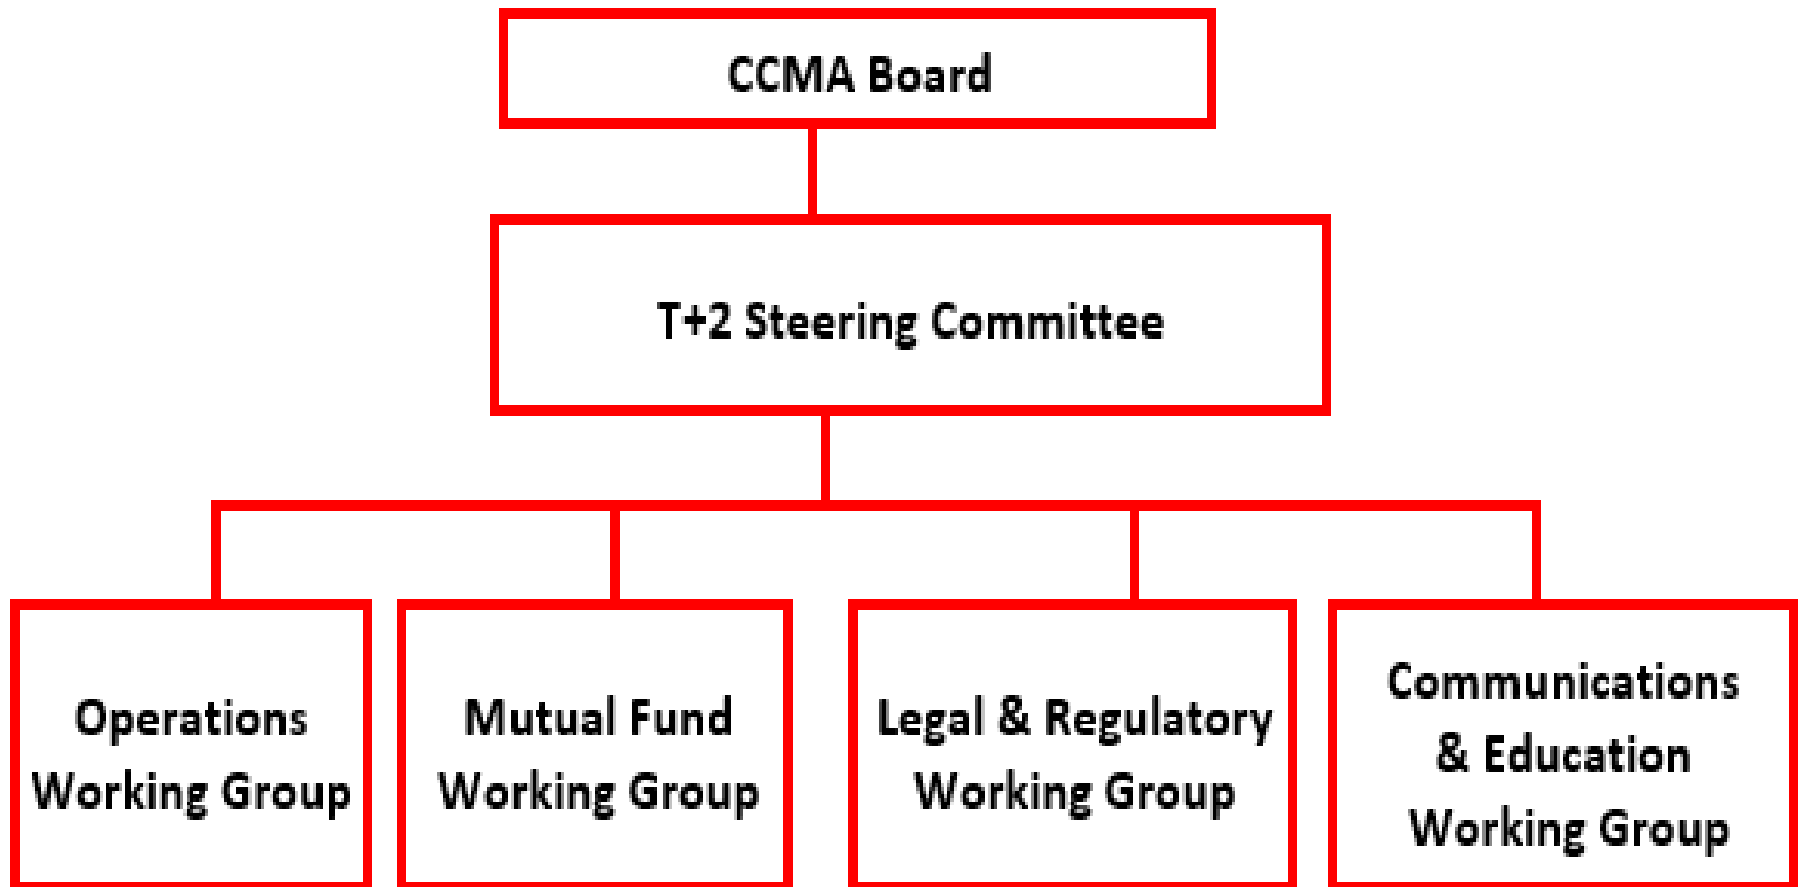 CCMA Board
T+2 Steering Committee
Operations
Working Group
Mutual Fund
Working Group
Legal & Regulatory
Working Group
Communications
& Education
Working Group